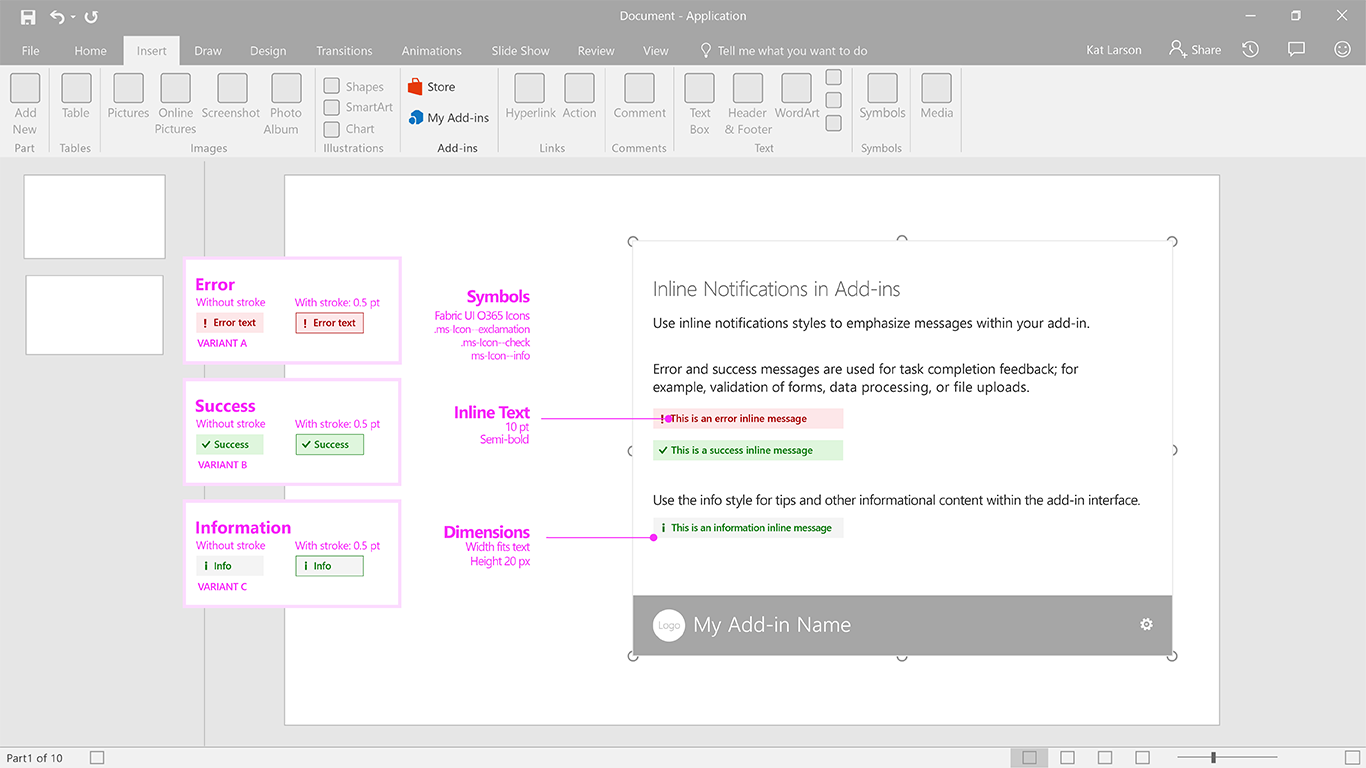 Document - Application
File Home Insert Draw Design Transitions Animations Slide Show Review View Tell me what you want to do Kat Larson Share
Add
New
Part
Table
Tables
Pictures
Online
Pictures
Screenshot
Photo
Album
Images
Shapes
SmartArt
Chart
Illustrations
Store
My Add-ins
Add-ins
Hyperlink
Action
Links
Comment
Comments
Text
Box
Header
& Footer
WordArt
Text
Symbols
Symbols
Media
Error
Without stroke With stroke: 0.5 pt
! Error text ! Error text
VARIANT A
Success
Without stroke With stroke: 0.5 pt
Success Success
VARIANT B
Information
Without stroke With stroke: 0.5 pt
i Info i Info
VARIANT C
Symbols
Fabric UI O365 Icons
.ms-Icon--exclamation
.ms-Icon--check
ms-Icon--info
Inline Text
10 pt
Semi-bold
Dimensions
Width fits text
Height 20 px
Inline Notifications in Add-ins
Use inline notifications styles to emphasize messages within your add-in.
Error and success messages are used for task completion feedback; for
example, validation of forms, data processing, or file uploads.
! This is an error inline message
This is a success inline message
Use the info style for tips and other informational content within the add-in interface.
i This is an information inline message
Logo My Add-in Name
Part1 of 10